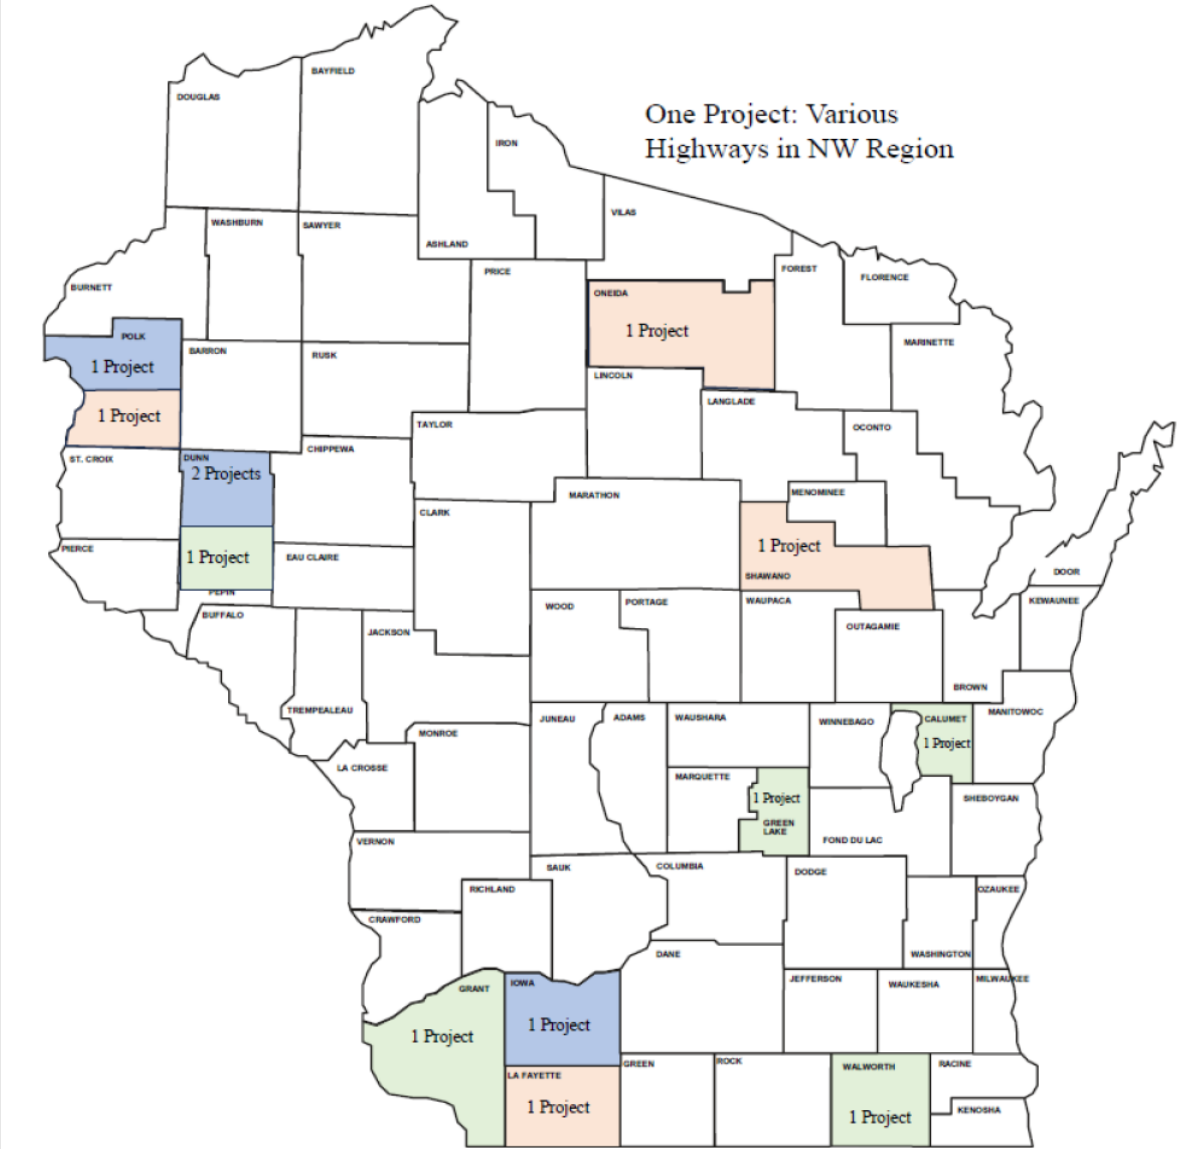 BAYFIELD
DOUGLAS
One Project: Various
Highways in NW Region
IRON
VILAS
WASHBURN
SAWYER
ASHLAND
PRICE
FOREST
FLORENCE
BURNETT
ONEIDA
1 Project
POLK
1 Project
MARINETTE
BARRON
RUSK
LINCOLN
LANGLADE
1 Project
TAYLOR
OCONTO
CHIPPEWA
ST. CROIX
DUNN
2 Projects
MARATHON
MENOMINEE
CLARK
1 Project
PIERCE
1 Project
EAU CLAIRE
SHAWANO
DOOR
PEPIN
KEWAUNEE
WOOD
PORTAGE
WAUPACA
BUFFALO
OUTAGAMIE
JACKSON
BROWN
TREMPEALEAU
MANITOWOC
JUNEAU
ADAMS
WAUSHARA
WINNEBAGO
CALUMET
1 Project
MONROE
LA CROSSE
MARQUETTE
1 Project
GREEN
LAKE
SHEBOYGAN
VERNON
FOND DU LAC
SAUK
COLUMBIA
DODGE
RICHLAND
OZAUKEE
CRAWFORD
DANE
WASHINGTON
GRANT
IOWA
JEFFERSON
WAUKESHA
MILWAUKEE
1 Project
1 Project
GREEN
ROCK
WALWORTH
RACINE
LA FAYETTE
1 Project
1 Project
KENOSHA